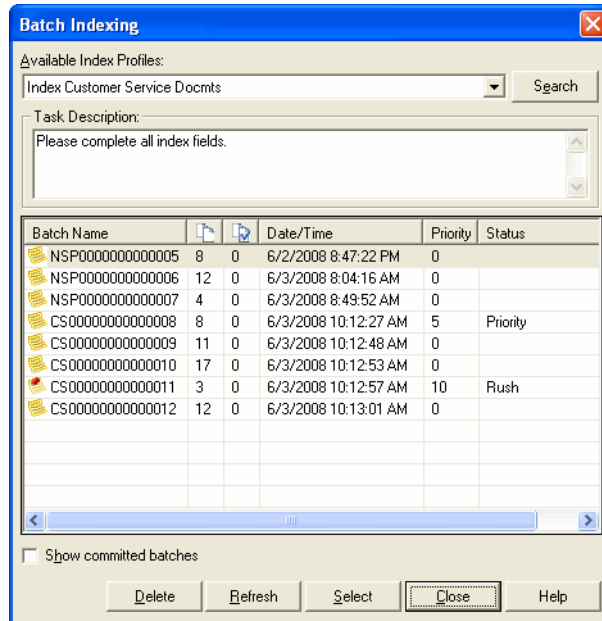 Batch Indexing
Available Index Profiles:
Index Customer Service Docmts
Search
Task Description:
Please complete all index fields.
Batch Name Date/Time Priority Status
NSP0000000000005 8 0 6/2/2008 8:47:22 PM 0
NSP0000000000006 12 0 6/3/2008 8:04:16 AM 0
NSP0000000000007 4 0 6/3/2008 8:49:52 AM 0
CS00000000000008 8 0 6/3/2008 10:12:27 AM 5 Priority
CS00000000000009 11 0 6/3/2008 10:12:48 AM 0
CS00000000000010 17 0 6/3/2008 10:12:53 AM 0
CS00000000000011 3 0 6/3/2008 10:12:57 AM 10 Rush
CS00000000000012 12 0 6/3/2008 10:13:01 AM 0
Show committed batches
Delete Refresh Select Close Help